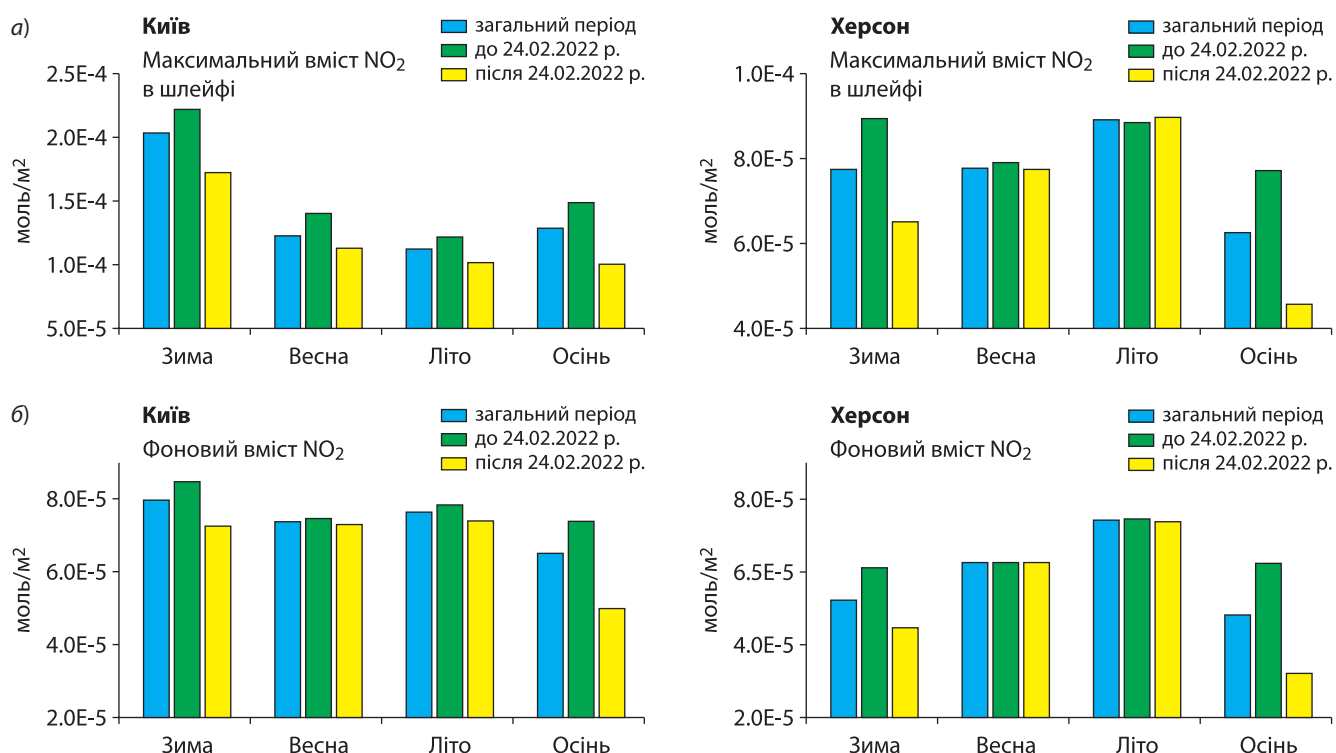 а)
Київ
Максимальний вміст NO2
в шлейфі
загальний період
до 24.02.2022 р.
після 24.02.2022 р.
моль/м2
2.5E-4
2.0E-4
1.5E-4
1.0E-4
5.0E-5
Зима Весна Літо Осінь
Херсон
Максимальний вміст NO2
в шлейфі
загальний період
до 24.02.2022 р.
після 24.02.2022 р.
моль/м2
1.0E-4
8.0E-5
6.0E-5
4.0E-5
Зима Весна Літо Осінь
б)
Київ
Фоновий вміст NO2
загальний період
до 24.02.2022 р.
після 24.02.2022 р.
моль/м2
8.0E-5
6.0E-5
4.0E-5
2.0E-5
Зима Весна Літо Осінь
Херсон
Фоновий вміст NO2
загальний період
до 24.02.2022 р.
після 24.02.2022 р.
моль/м2
8.0E-5
6.5E-5
4.0E-5
2.0E-5
Зима Весна Літо Осінь